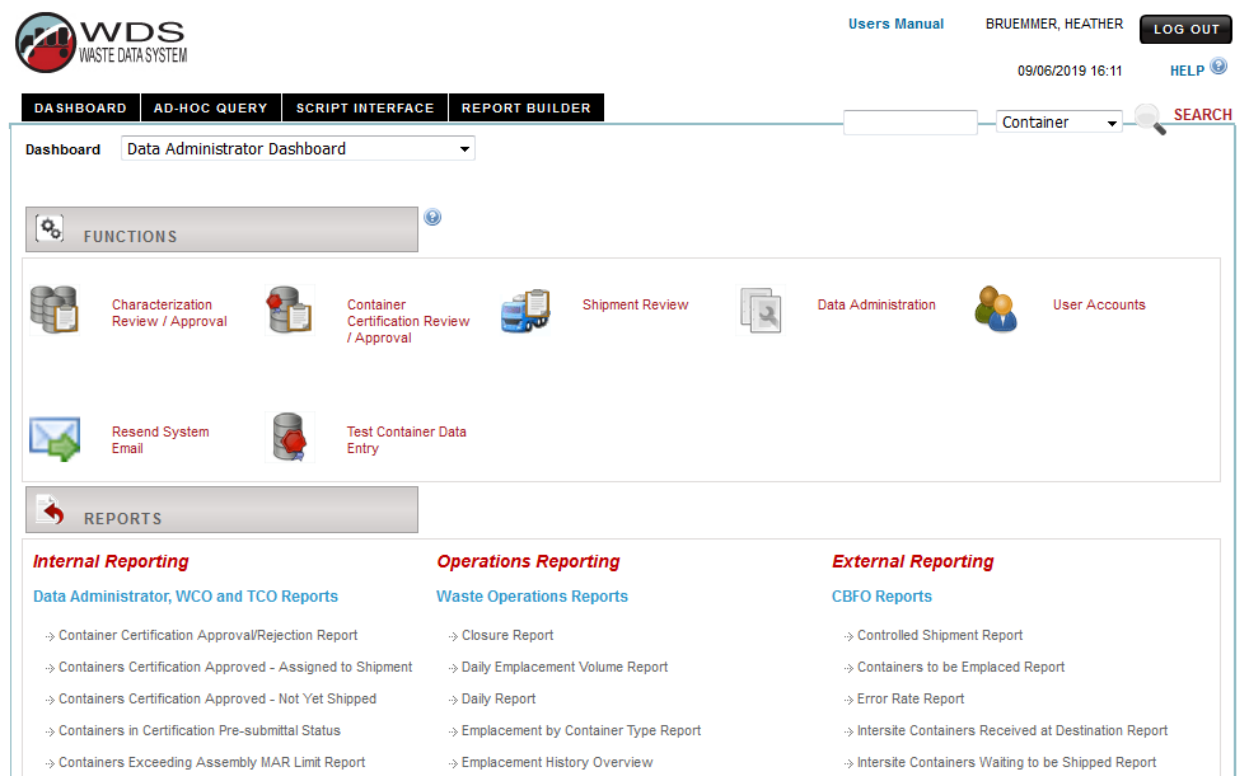 WDS
WASTE DATA SYSTEM
Users Manual
BRUEMMER, HEATHER
LOG OUT
09/06/2019 16:11
HELP
DASHBOARD
AD-HOC QUERY
SCRIPT INTERFACE
REPORT BUILDER
Container
SEARCH
Dashboard
Data Administrator Dashboard
FUNCTIONS
Characterization
Review / Approval
Container
Certification Review
/ Approval
Shipment Review
Data Administration
User Accounts
Resend System
Email
Test Container Data
Entry
REPORTS
Internal Reporting
Data Administrator, WCO and TCO Reports
Container Certification Approval/Rejection Report
Containers Certification Approved - Assigned to Shipment
Containers Certification Approved - Not Yet Shipped
Containers in Certification Pre-submittal Status
Containers Exceeding Assembly MAR Limit Report
Operations Reporting
Waste Operations Reports
Closure Report
Daily Emplacement Volume Report
Daily Report
Emplacement by Container Type Report
Emplacement History Overview
External Reporting
CBFO Reports
Controlled Shipment Report
Containers to be Emplaced Report
Error Rate Report
Intersite Containers Received at Destination Report
Intersite Containers Waiting to be Shipped Report